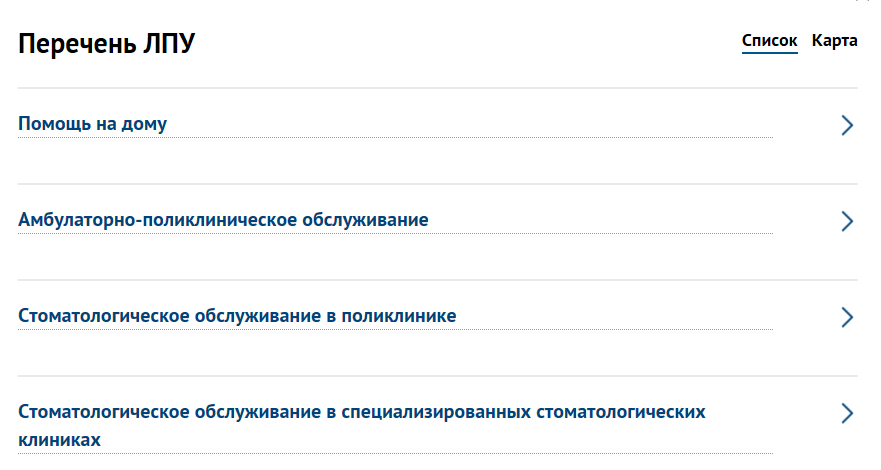 Перечень ЛПУ
Список Карта
Помощь на дому
Амбулаторно-поликлиническое обслуживание
Стоматологическое обслуживание в поликлинике
Стоматологическое обслуживание в специализированных стоматологических
клиниках